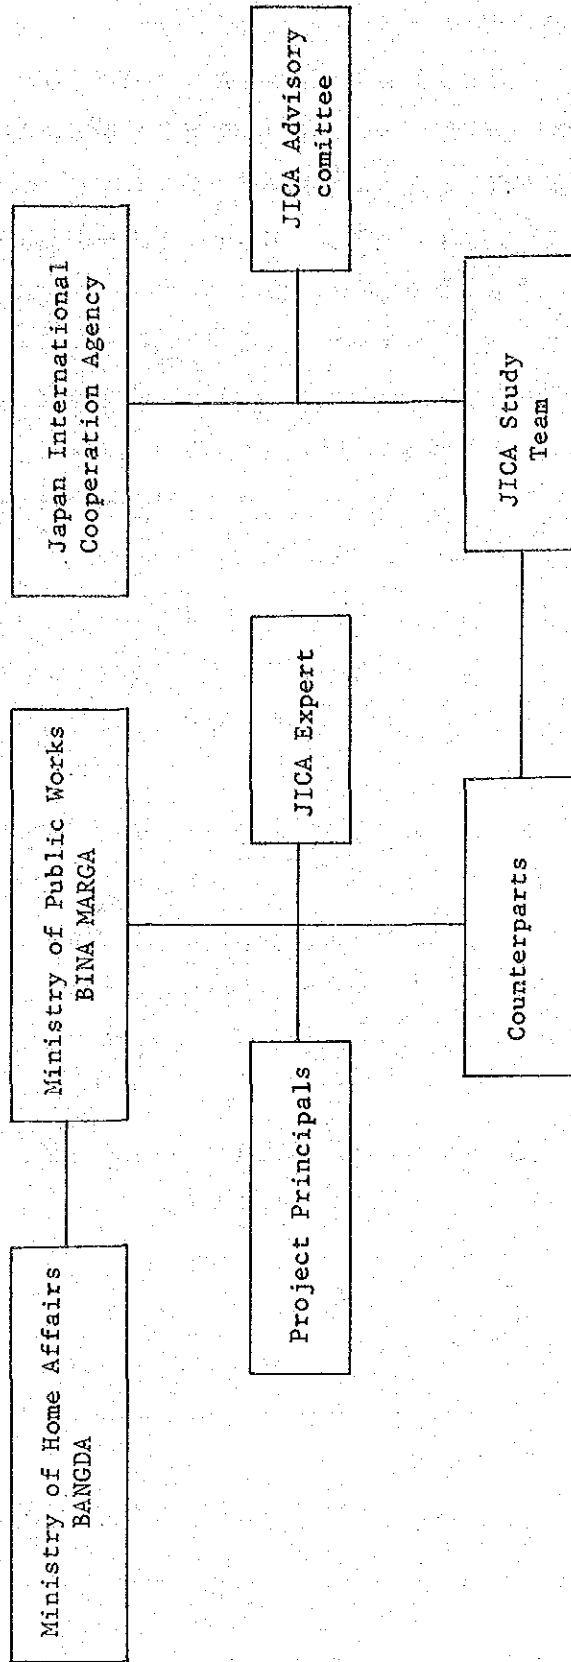 Ministry of Home Affairs
BANGDA
Ministry of Public Works
BINA MARGA
Japan International
Cooperation Agency
Project Principals
JICA Expert
JICA Advisory
comittee
Counterparts
JICA Study
Team